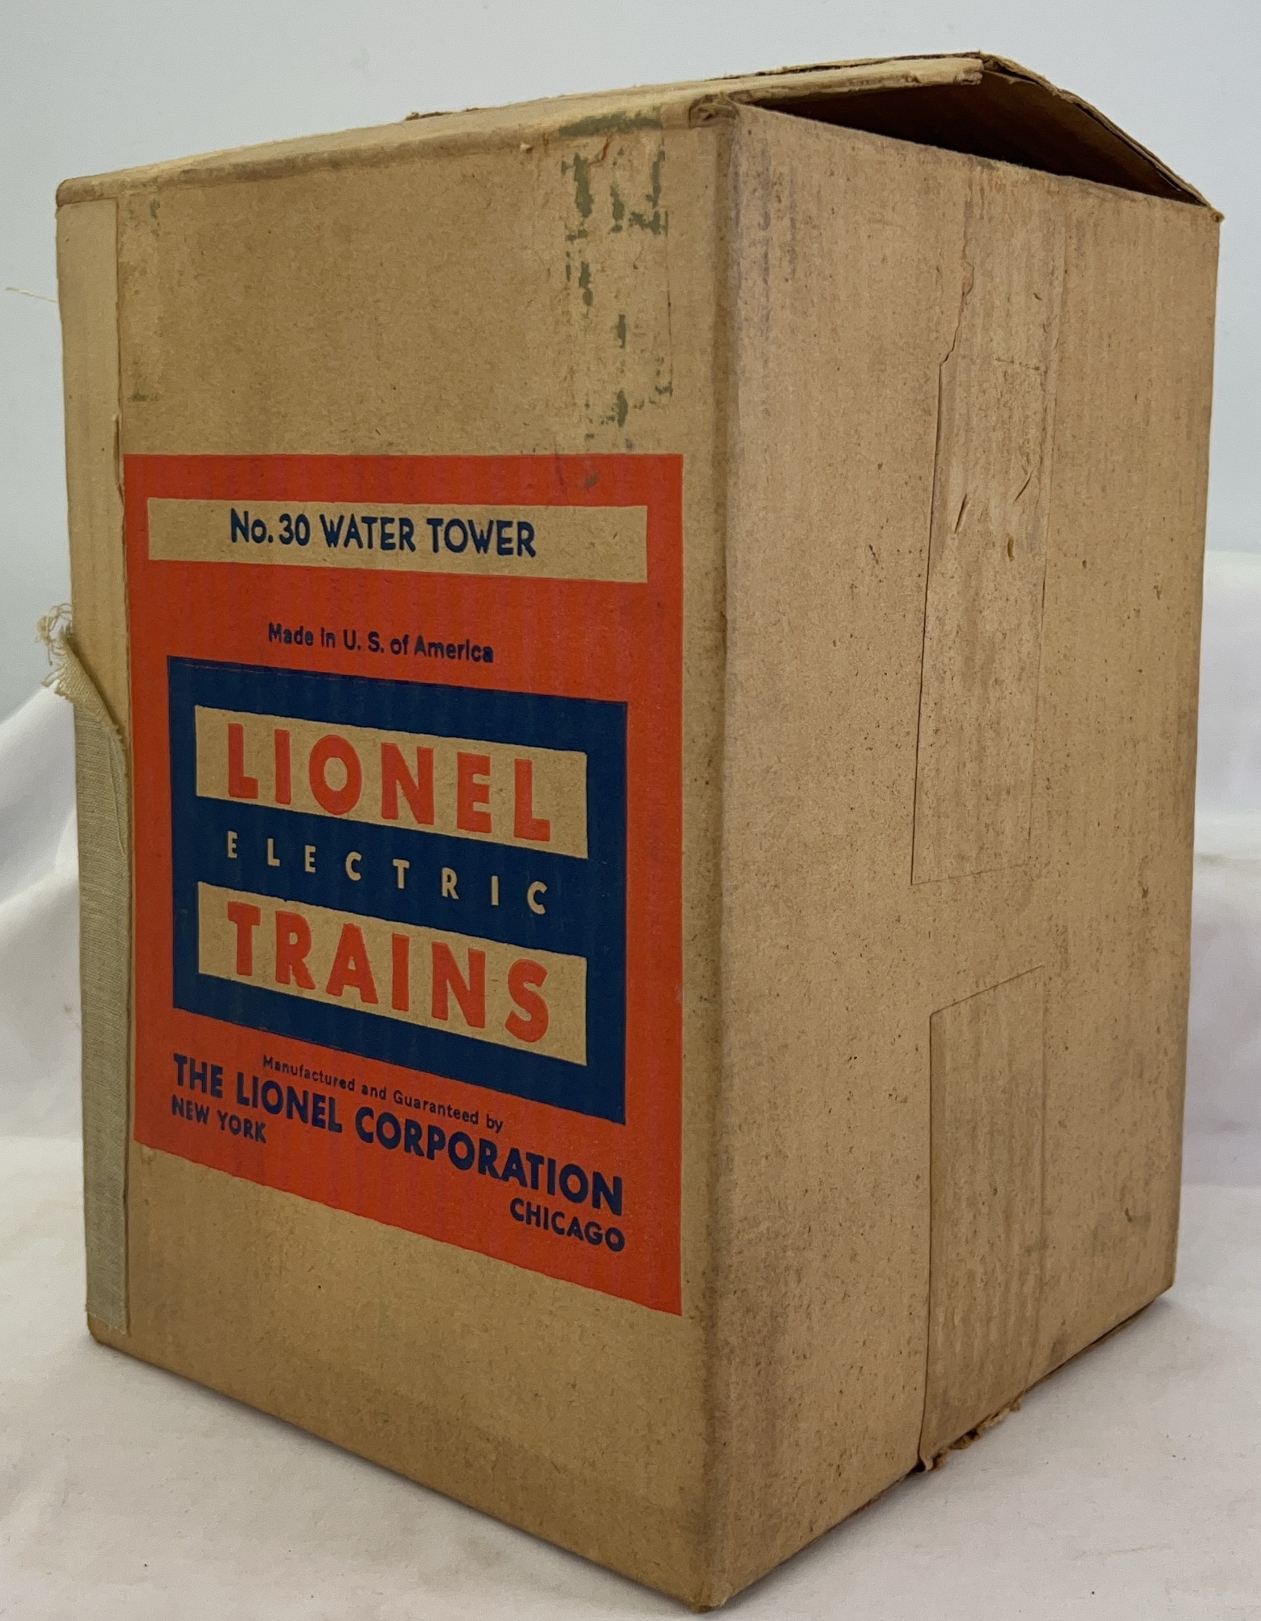 No. 30 WATER TOWER
Made in U. S. of America
LIONEL
ELECTRIC
TRAINS
Manufactured and Guaranteed by
THE LIONEL CORPORATION
NEW YORK
CHICAGO